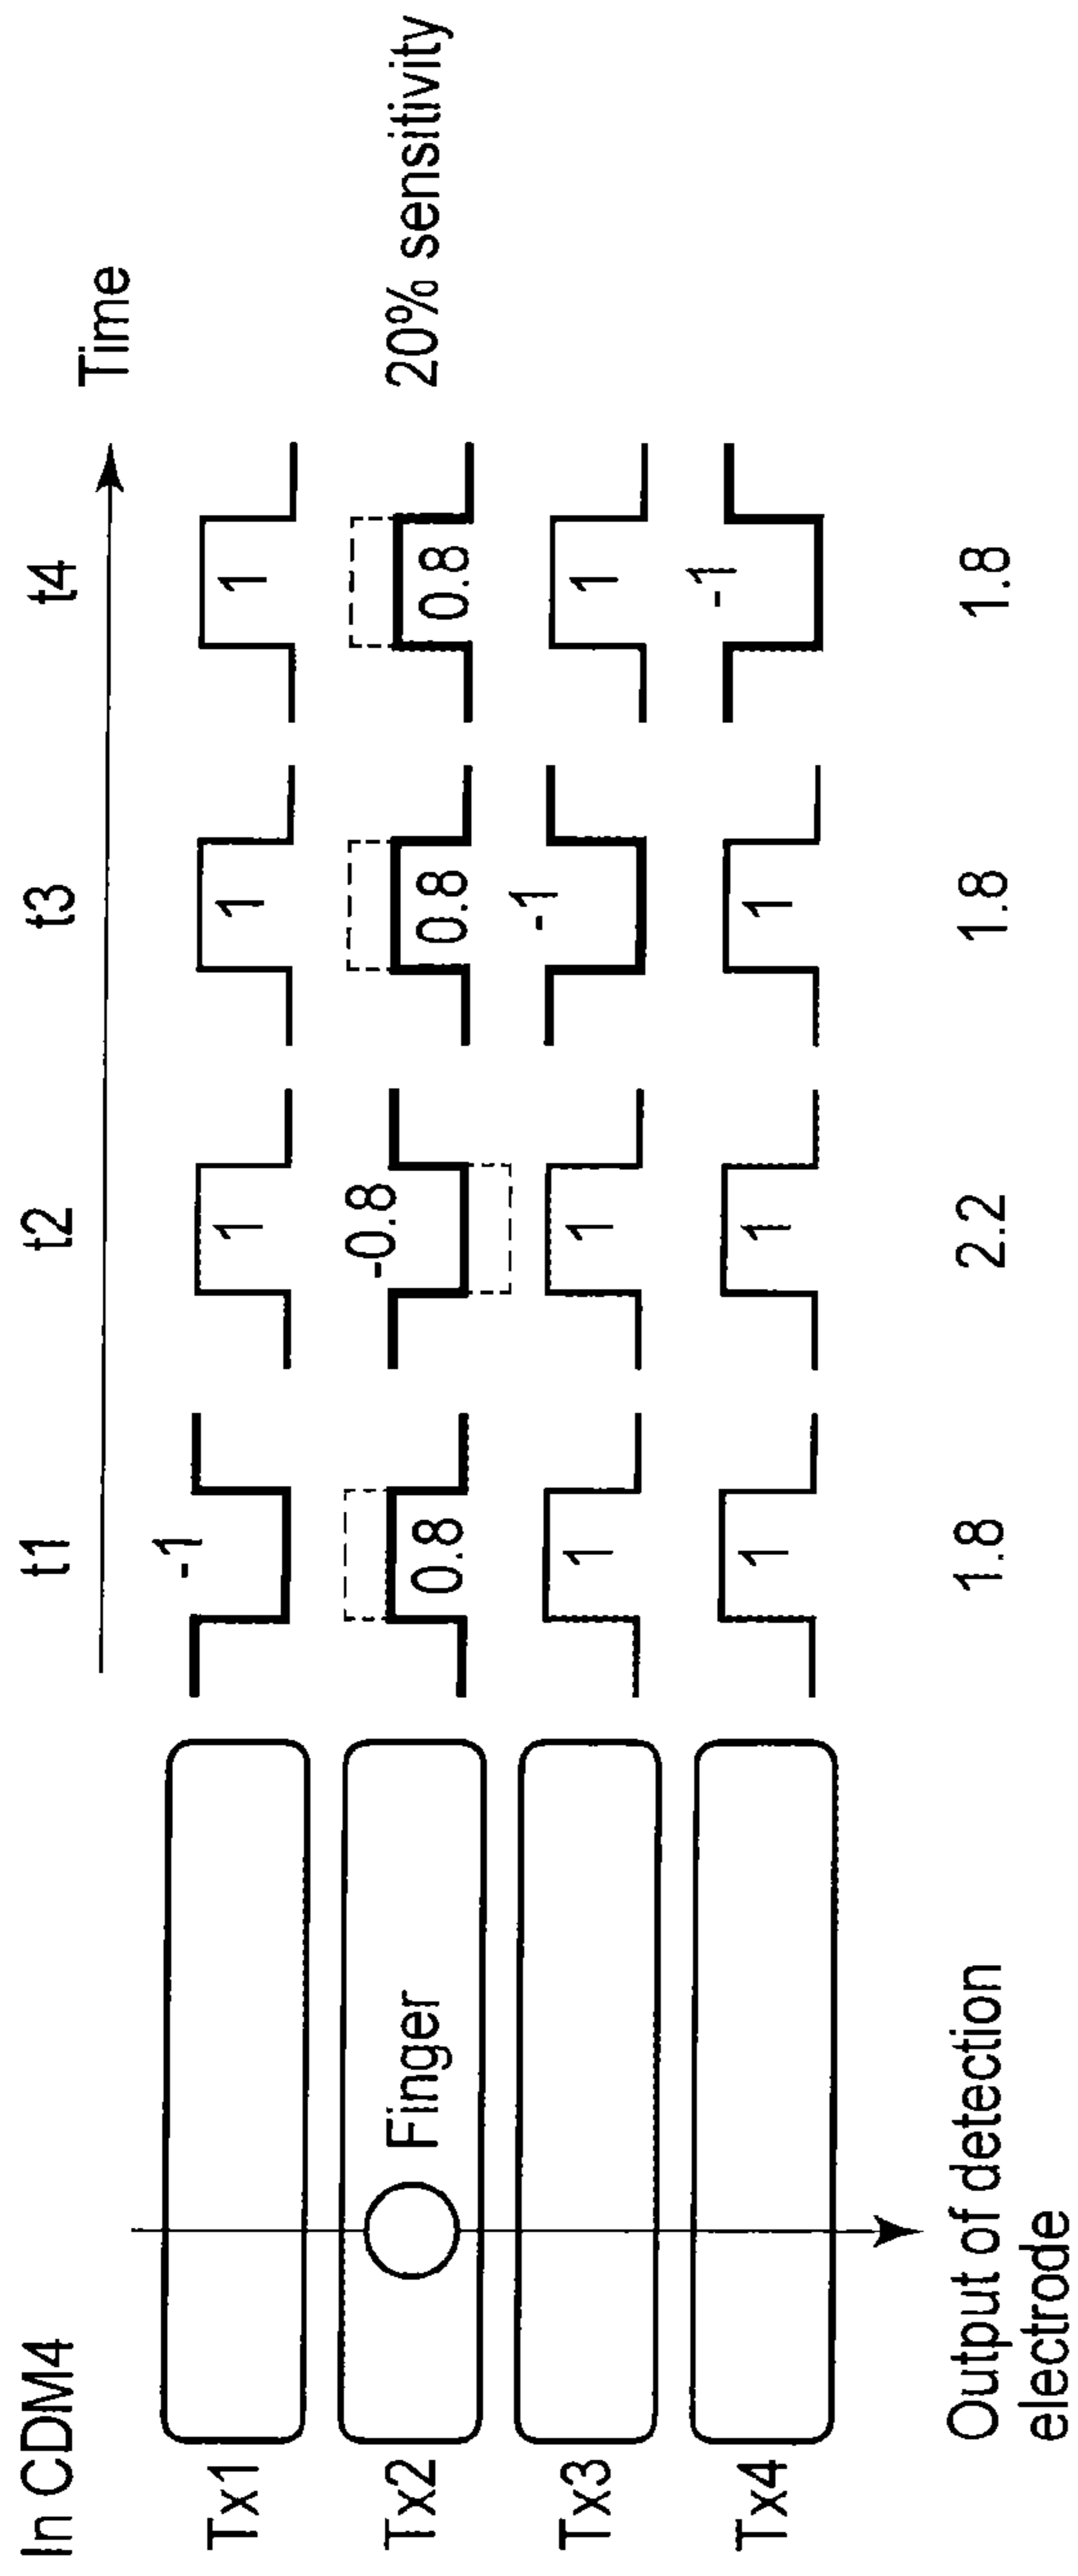 In CDM4
t1 t2 t3 t4 Time
Tx1 -1 1 1 1
Tx2 Finger 0.8 -0.8 0.8 0.8 20% sensitivity
Tx3 1 1 -1 1
Tx4 1 1 1 -1
Output of detection
electrode
1.8 2.2 1.8 1.8